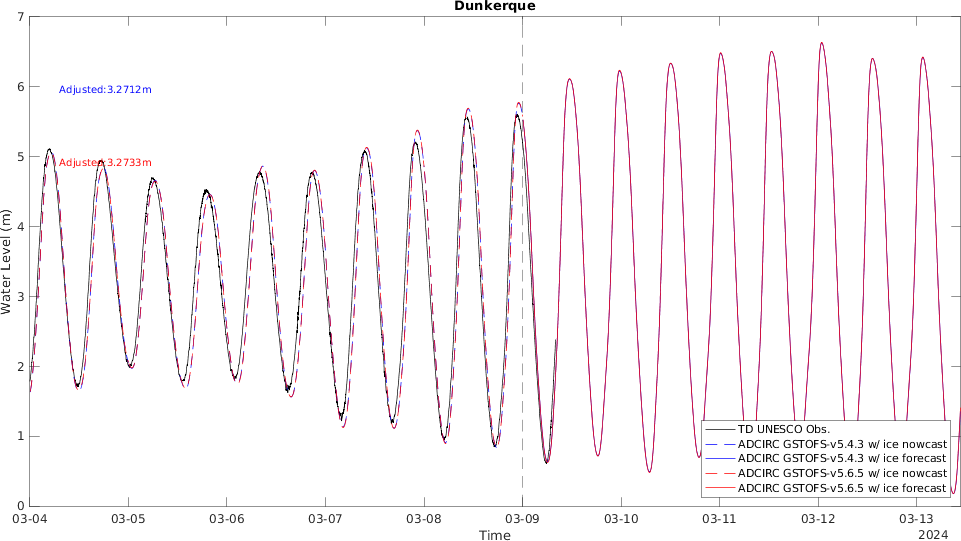 Dunkerque
7
6
5
4
3
2
1
0
Water Level (m)
Adjusted:3.2712m
Adjusted:3.2733m
TD UNESCO Obs.
ADCIRC GSTOFS-v5.4.3 w/ ice nowcast
ADCIRC GSTOFS-v5.4.3 w/ ice forecast
ADCIRC GSTOFS-v5.6.5 w/ ice nowcast
ADCIRC GSTOFS-v5.6.5 w/ ice forecast
03-04 03-05 03-06 03-07 03-08 03-09 03-10 03-11 03-12 03-13
Time
2024